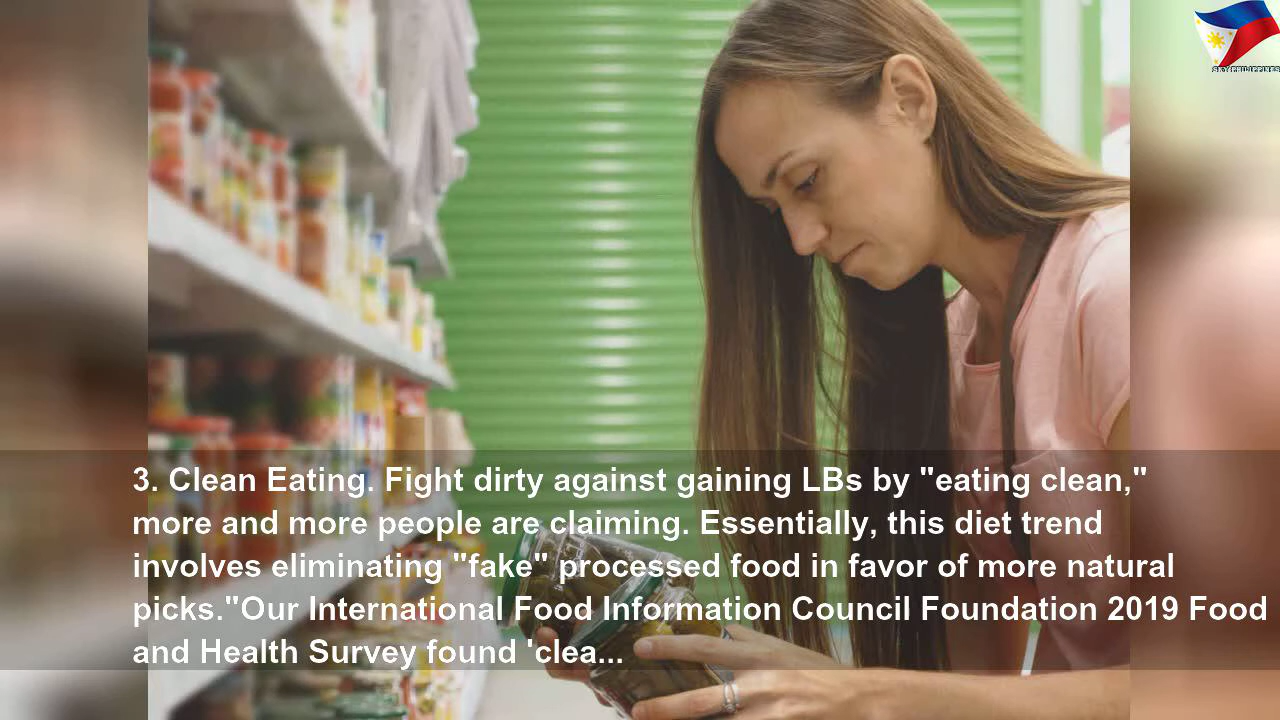 3. Clean Eating. Fight dirty against gaining LBs by "eating clean,"
more and more people are claiming. Essentially, this diet trend
involves eliminating "fake" processed food in favor of more natural
picks."Our International Food Information Council Foundation 2019 Food
and Health Survey found 'clea...